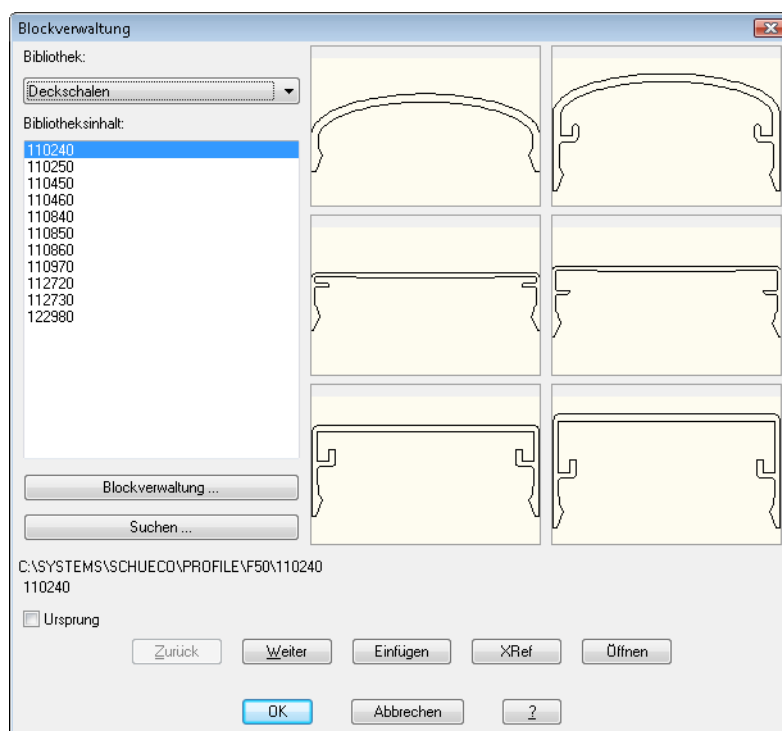 Blockverwaltung
Bibliothek:
Deckschalen
Bibliotheksinhalt:
110240
110250
110450
110460
110840
110850
110860
110970
112720
112730
122980
Blockverwaltung ...
Suchen ...
C:\SYSTEMS\SCHUECO\PROFILE\F50\110240
110240
Ursprung
Zurück Weiter Einfügen XRef Öffnen
OK Abbrechen ?